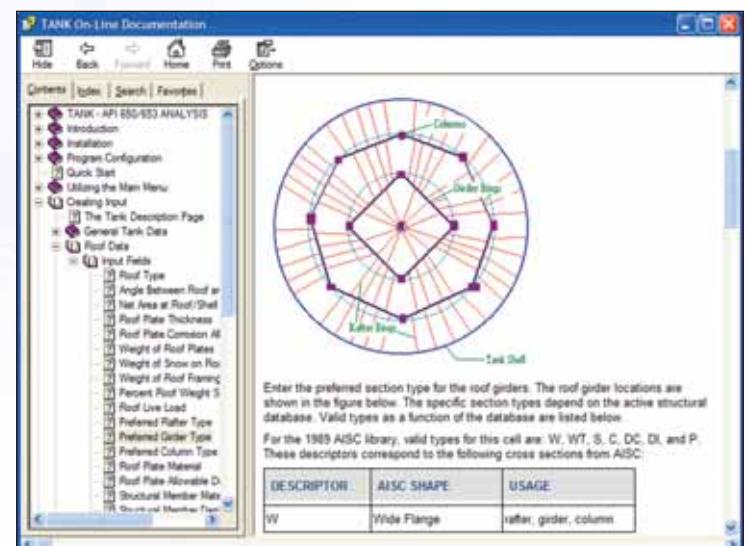 TANK On-Line Documentation
Hide Back Forward Home Print Options
Contents Index Search Favorites
TANK - API 650/653 ANALYSIS
Introduction
Installation
Program Configuration
Quick Start
Utilizing the Main Menu
Creating Input
The Tank Description Page
General Tank Data
Roof Data
Input Fields
Roof Type
Angle Between Roof ar
Net Area at Roof/Shell
Roof Plate Thickness
Roof Plate Corrosion All
Weight of Roof Plates
Weight of Snow on Roo
Weight of Roof Framing
Percent Roof Weight S
Roof Live Load
Preferred Rafter Type
Preferred Girder Type
Preferred Column Type
Roof Plate Material
Roof Plate Allowable D
Structural Member Mate
Structural Member Desi
Columns
Girder Rings
Rafter Rings
Tank Shell
Enter the preferred section type for the roof girders. The roof girder locations are
shown in the figure below. The specific section types depend on the active structural
database. Valid types as a function of the database are listed below.
For the 1989 AISC library, valid types for this cell are: W, WT, S, C, DC, DI, and P.
These descriptors correspond to the following cross sections from AISC:
DESCRIPTOR AISC SHAPE USAGE
W Wide Flange rafter, girder, column